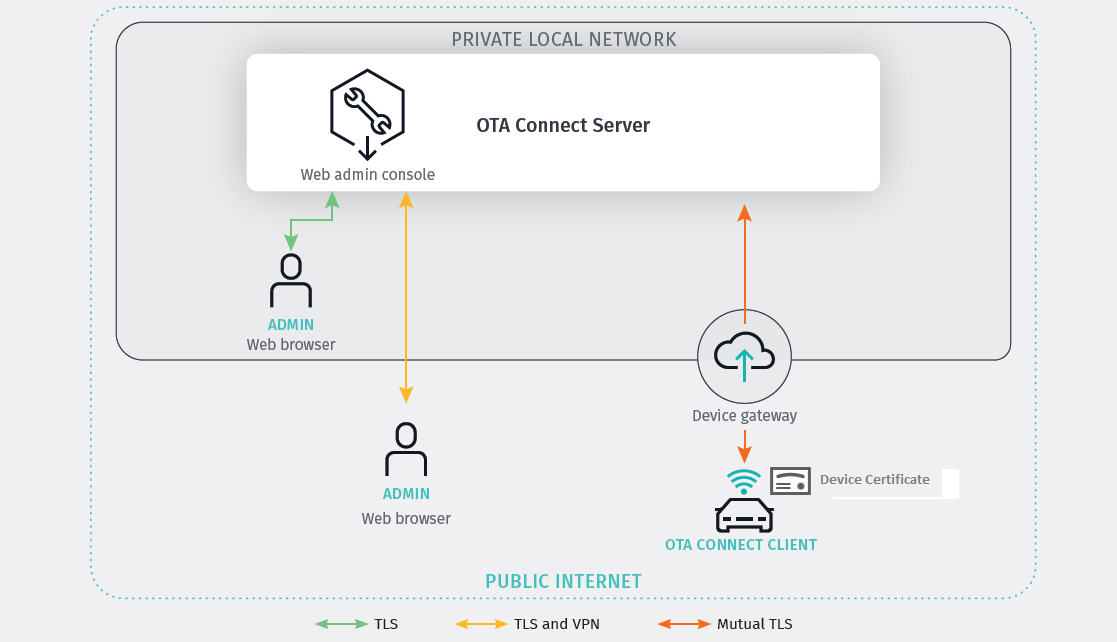 PRIVATE LOCAL NETWORK
OTA Connect Server
Web admin console
ADMIN
Web browser
Device gateway
Device Certificate
ADMIN
Web browser
OTA CONNECT CLIENT
PUBLIC INTERNET
TLS
TLS and VPN
Mutual TLS